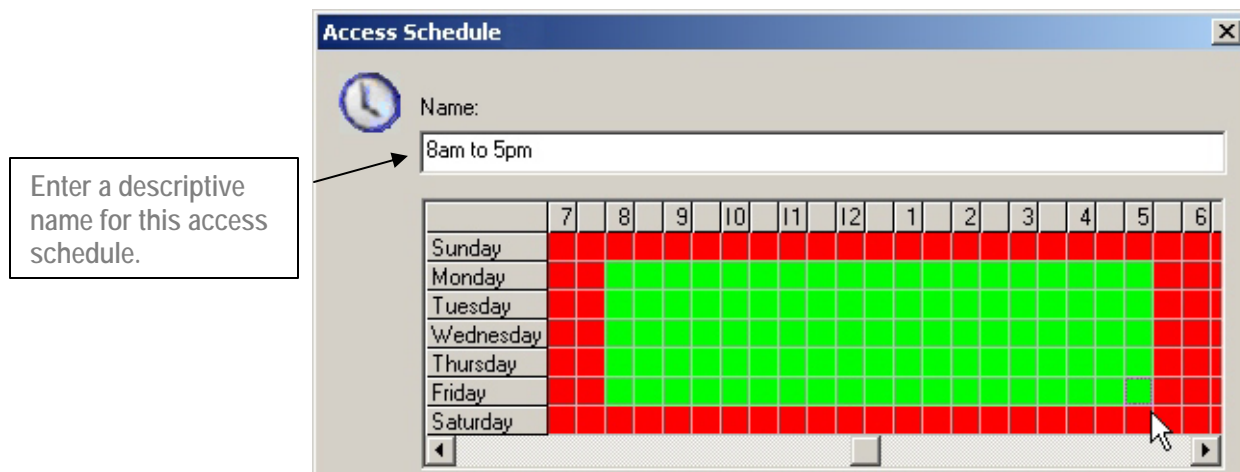 Access Schedule
Name:
8am to 5pm
Enter a descriptive
name for this access
schedule.
7 8 9 10 11 12 1 2 3 4 5 6
Sunday
Monday
Tuesday
Wednesday
Thursday
Friday
Saturday